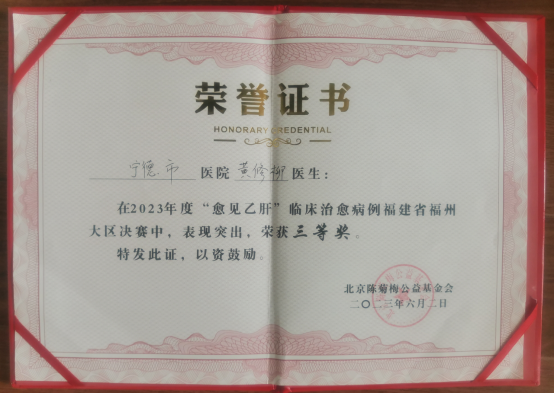 荣誉证书
HONORARY CREDENTIAL
宁德市 医院 黄修柳 医生：
在2023年度“愈见乙肝”临床治愈病例福建省福州
大区决赛中，表现突出，荣获三等奖。
特发此证，以资鼓励。
北京陈菊梅公益基金会
二〇二三年六月二日